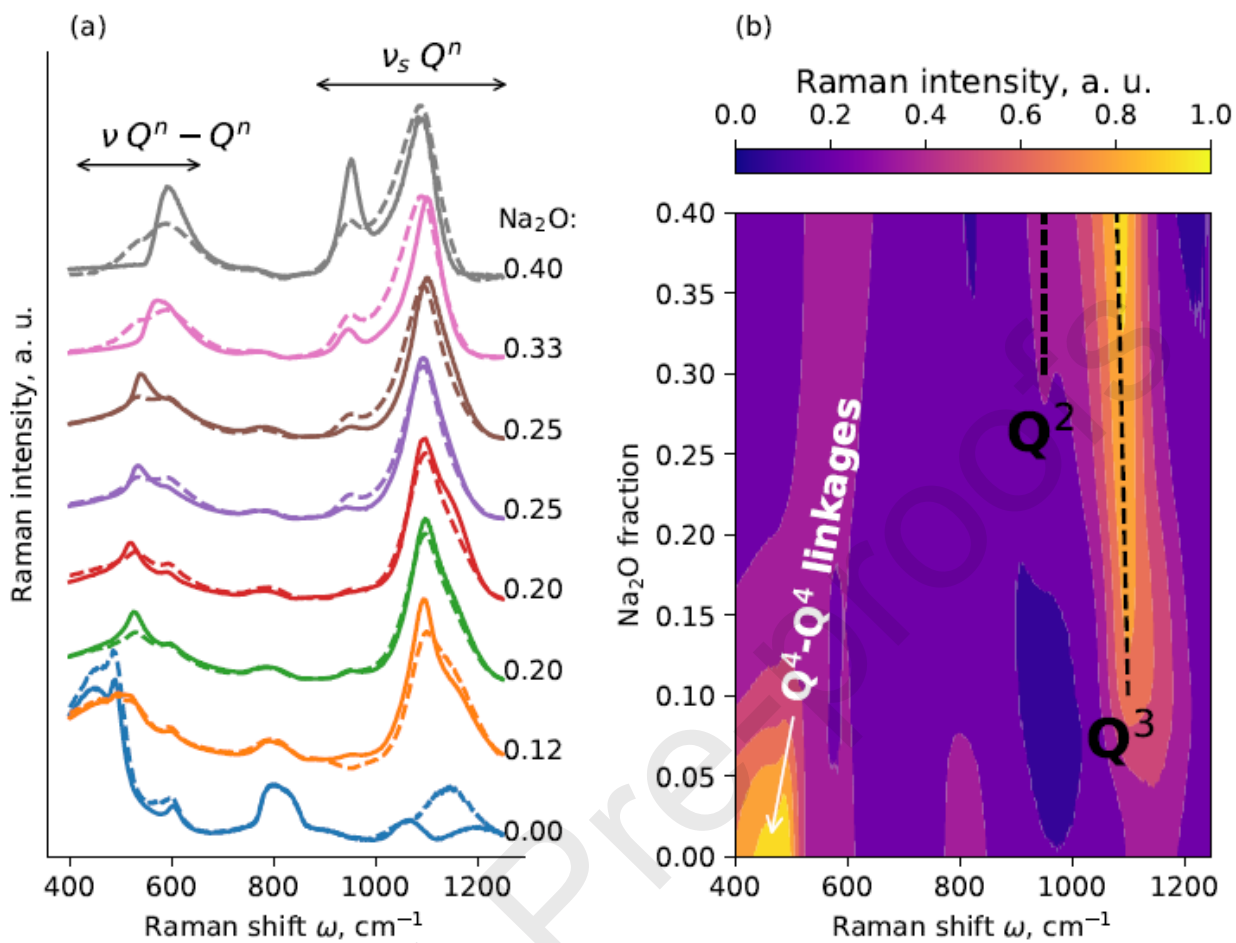 (a)
ν Qⁿ − Qⁿ
νₛ Qⁿ
Na₂O:
0.40
0.33
0.25
0.25
0.20
0.20
0.12
0.00
Raman intensity, a. u.
400 600 800 1000 1200
Raman shift ω, cm⁻¹
(b)
Raman intensity, a. u.
0.0 0.2 0.4 0.6 0.8 1.0
0.40
0.35
0.30
0.25
0.20
0.15
0.10
0.05
0.00
Na₂O fraction
Q²
Q³
Q⁴-Q⁴ linkages
400 600 800 1000 1200
Raman shift ω, cm⁻¹
Pre-proofs